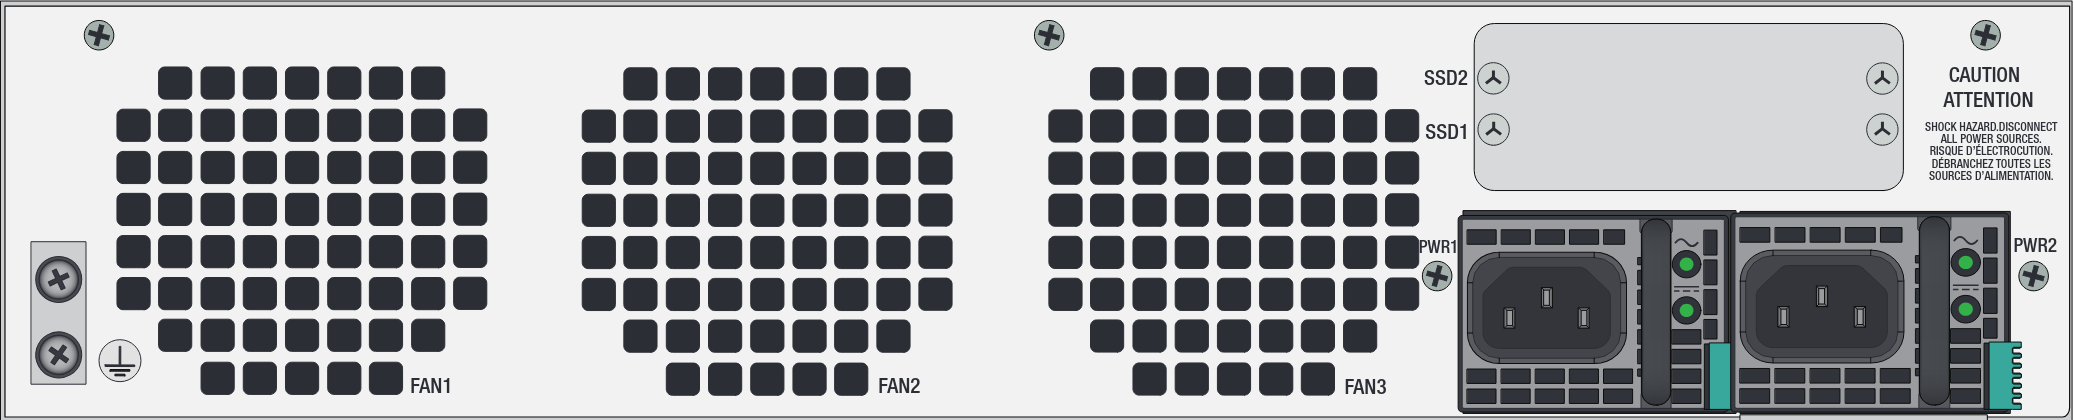 SSD2
SSD1
CAUTION
ATTENTION
SHOCK HAZARD.DISCONNECT
ALL POWER SOURCES.
RISQUE D'ÉLECTROCUTION.
DÉBRANCHEZ TOUTES LES
SOURCES D'ALIMENTATION.
PWR1
PWR2
FAN1
FAN2
FAN3